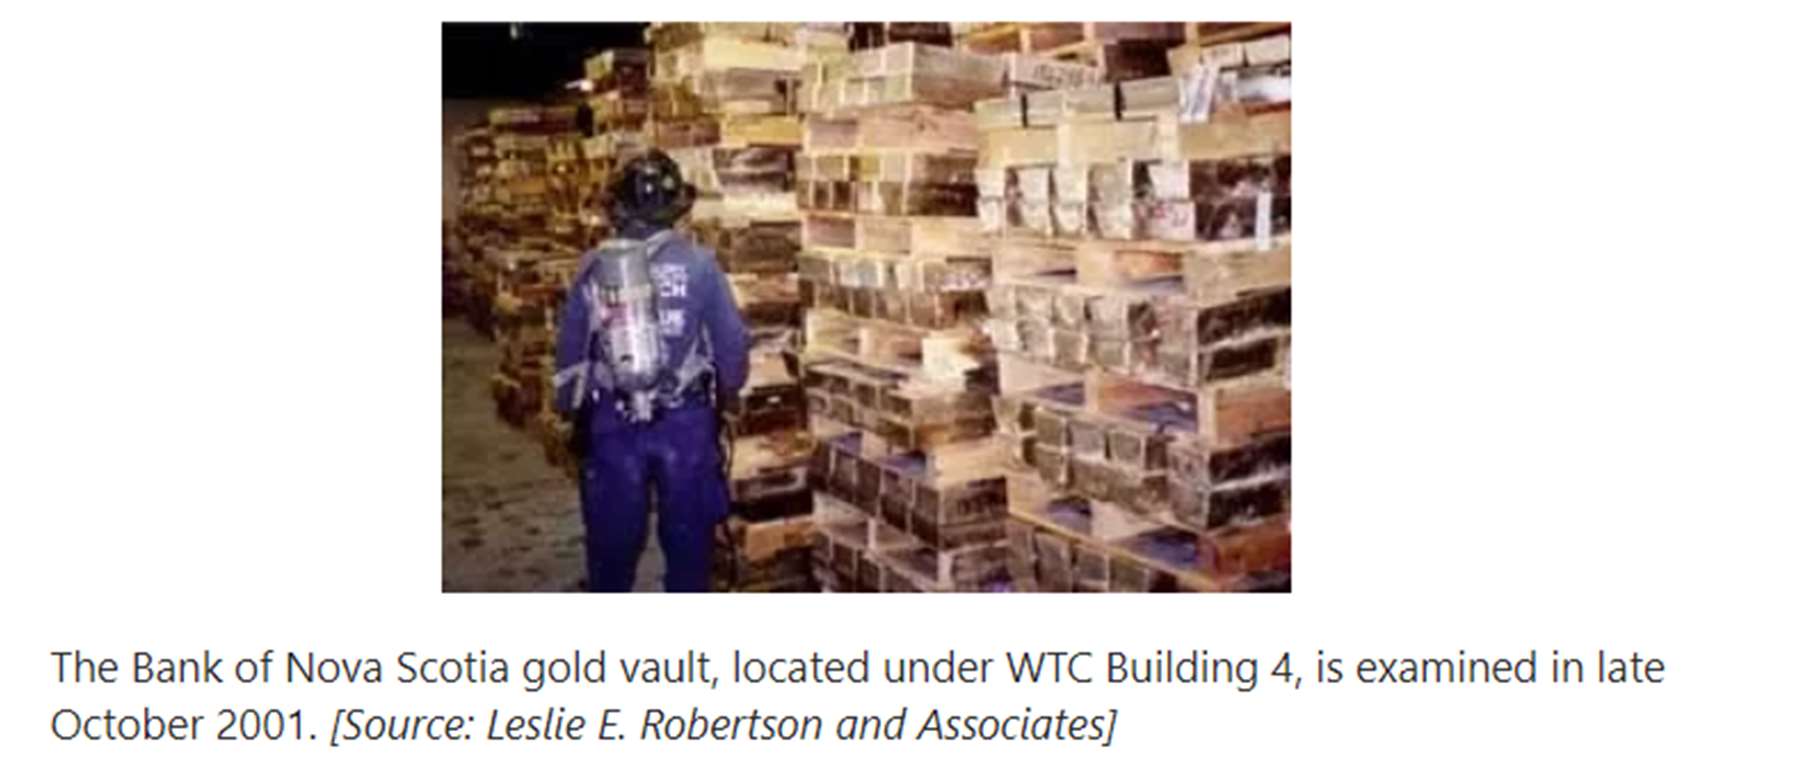 The Bank of Nova Scotia gold vault, located under WTC Building 4, is examined in late
October 2001. [Source: Leslie E. Robertson and Associates]